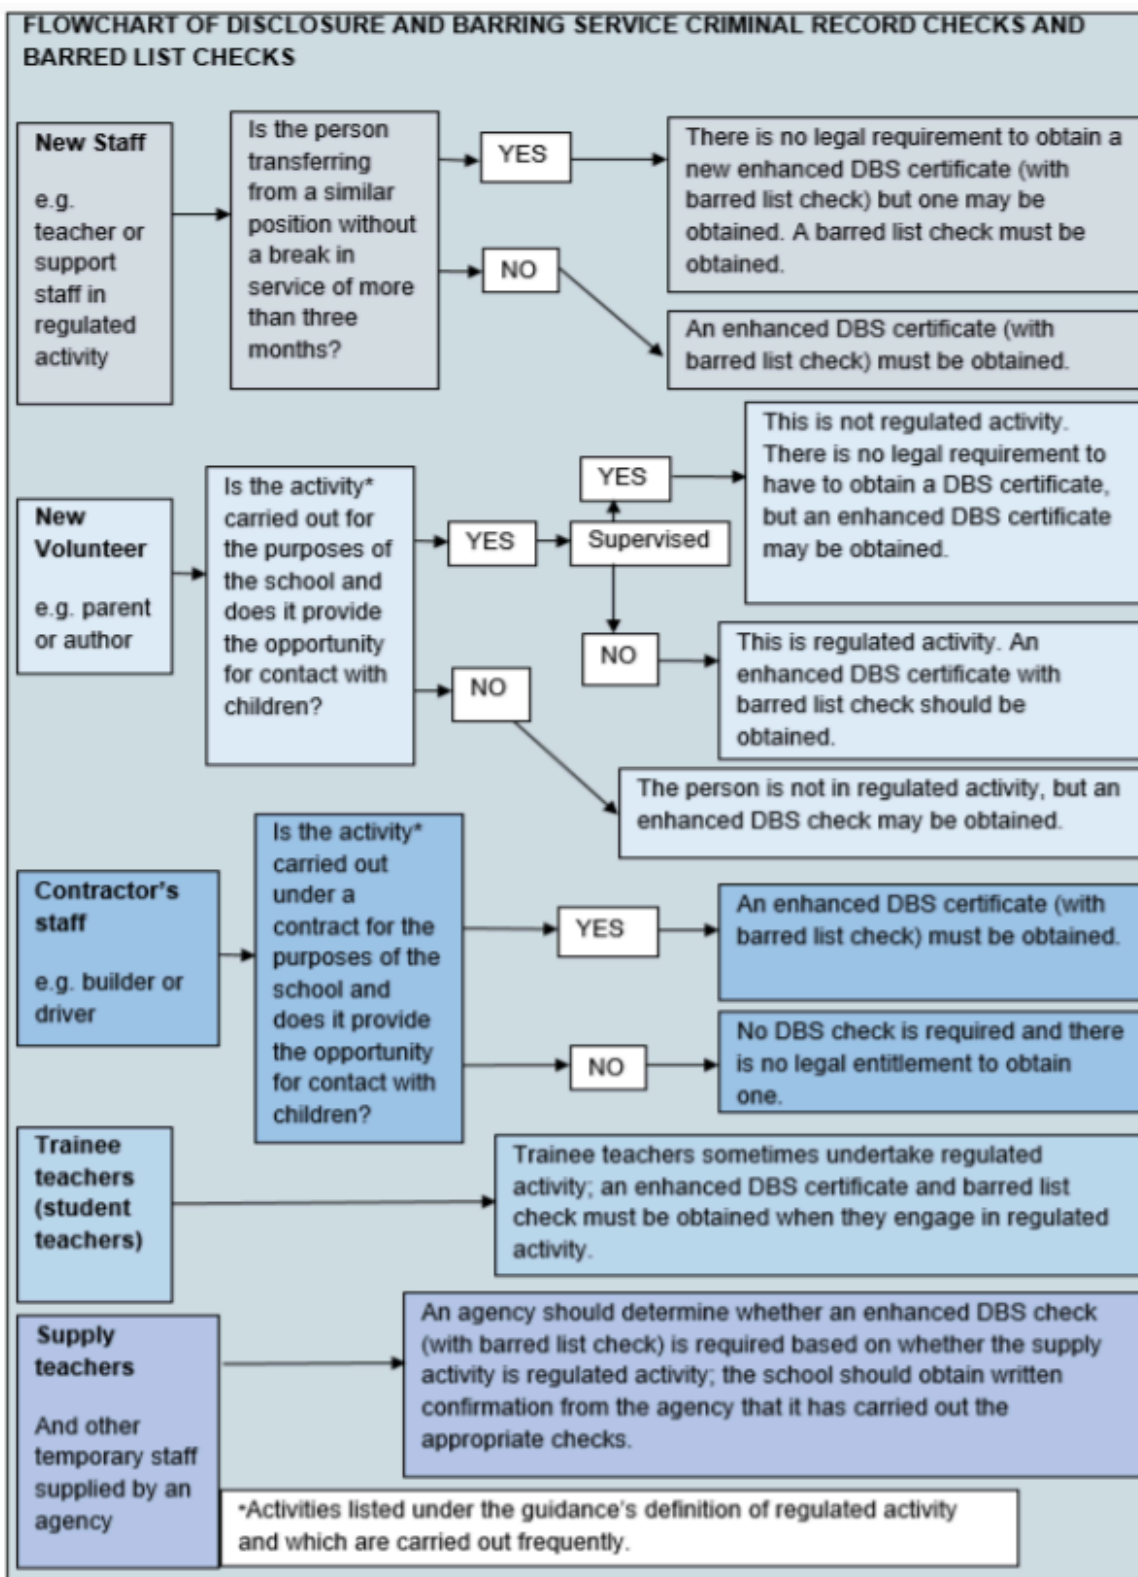 FLOWCHART OF DISCLOSURE AND BARRING SERVICE CRIMINAL RECORD CHECKS AND
BARRED LIST CHECKS
New Staff
e.g.
teacher or
support
staff in
regulated
activity
Is the person
transferring
from a similar
position without
a break in
service of more
than three
months?
YES
There is no legal requirement to obtain a
new enhanced DBS certificate (with
barred list check) but one may be
obtained. A barred list check must be
obtained.
NO
An enhanced DBS certificate (with
barred list check) must be obtained.
New
Volunteer
e.g. parent
or author
Is the activity*
carried out for
the purposes of
the school and
does it provide
the opportunity
for contact with
children?
YES
Supervised
YES
This is not regulated activity.
There is no legal requirement to
have to obtain a DBS certificate,
but an enhanced DBS certificate
may be obtained.
NO
This is regulated activity. An
enhanced DBS certificate with
barred list check should be
obtained.
NO
The person is not in regulated activity, but an
enhanced DBS check may be obtained.
Contractor's
staff
e.g. builder or
driver
Is the activity*
carried out
under a
contract for the
purposes of the
school and
does it provide
the opportunity
for contact with
children?
YES
An enhanced DBS certificate (with
barred list check) must be obtained.
NO
No DBS check is required and there
is no legal entitlement to obtain
one.
Trainee
teachers
(student
teachers)
Trainee teachers sometimes undertake regulated
activity; an enhanced DBS certificate and barred list
check must be obtained when they engage in regulated
activity.
Supply
teachers
And other
temporary staff
supplied by an
agency
An agency should determine whether an enhanced DBS check
(with barred list check) is required based on whether the supply
activity is regulated activity; the school should obtain written
confirmation from the agency that it has carried out the
appropriate checks.
*Activities listed under the guidance's definition of regulated activity
and which are carried out frequently.